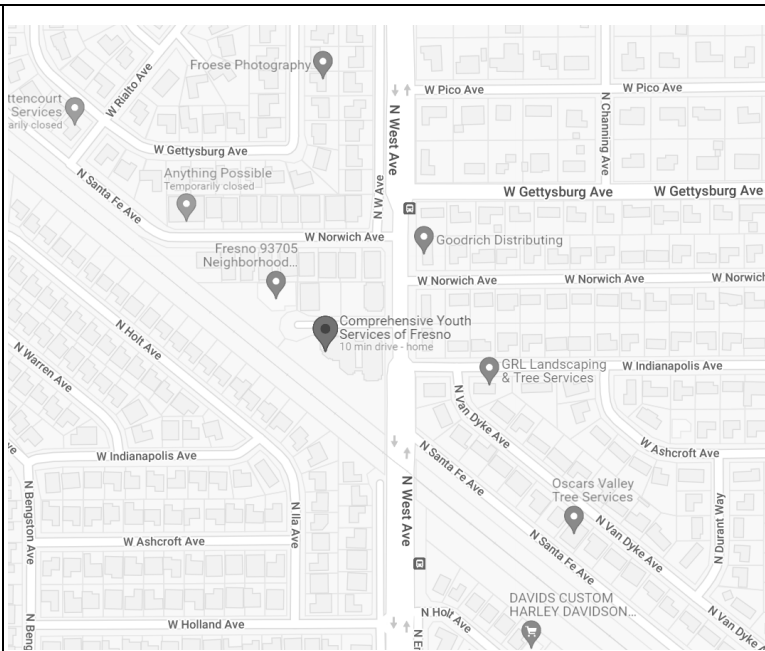 Froese Photography
W Rialto Ave
ttencourt
Services
arily closed
W Pico Ave
W Pico Ave
N West Ave
N Channing Ave
W Gettysburg Ave
Anything Possible
Temporarily closed
N Santa Fe Ave
W Gettysburg Ave
W Gettysburg Ave
N W Ave
W Norwich Ave
Goodrich Distributing
Fresno 93705
Neighborhood...
W Norwich Ave
W Norwich Ave
W Norwich
Comprehensive Youth
Services of Fresno
10 min drive - home
N Holt Ave
N Warren Ave
GRL Landscaping
& Tree Services
W Indianapolis Ave
N Van Dyke Ave
W Ashcroft Ave
W Indianapolis Ave
ve
N Santa Fe Ave
N Bengston Ave
N Ila Ave
N West Ave
Oscars Valley
Tree Services
N Van Dyke Ave
N Durant Way
W Ashcroft Ave
N Santa Fe Ave
DAVIDS CUSTOM
HARLEY DAVIDSON...
N Holt Ave
N Van Dyke
W Holland Ave
N Beng
N Er